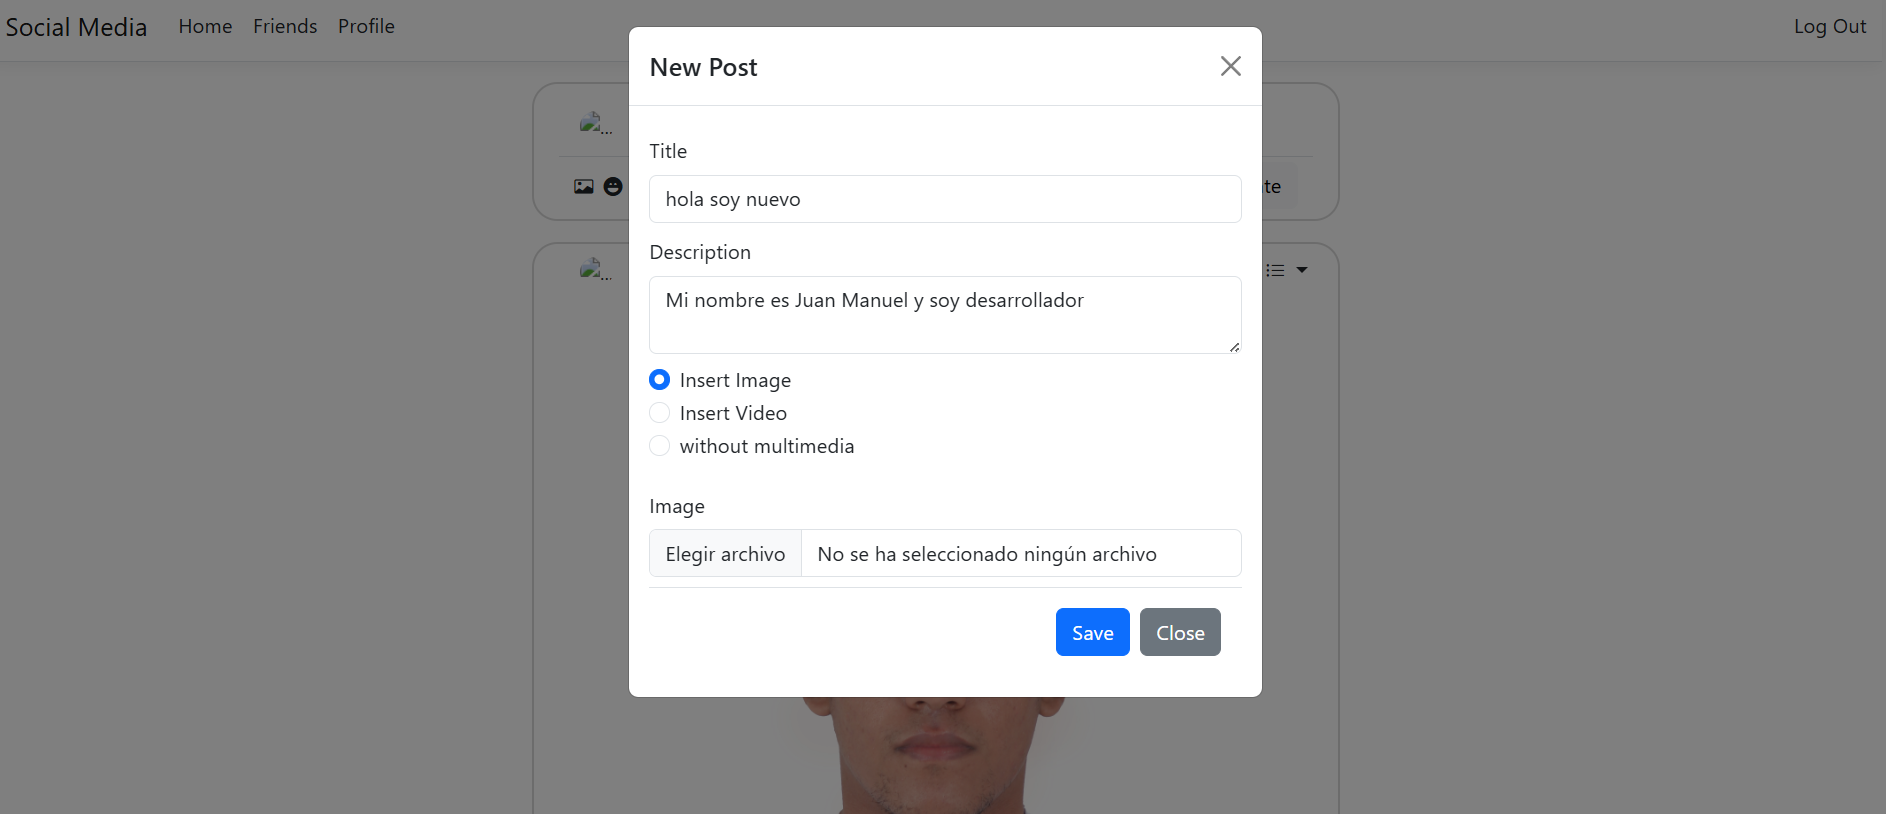 Social Media Home Friends Profile Log Out
New Post
Title
hola soy nuevo
Description
Mi nombre es Juan Manuel y soy desarrollador
Insert Image
Insert Video
without multimedia
Image
Elegir archivo No se ha seleccionado ningún archivo
Save Close